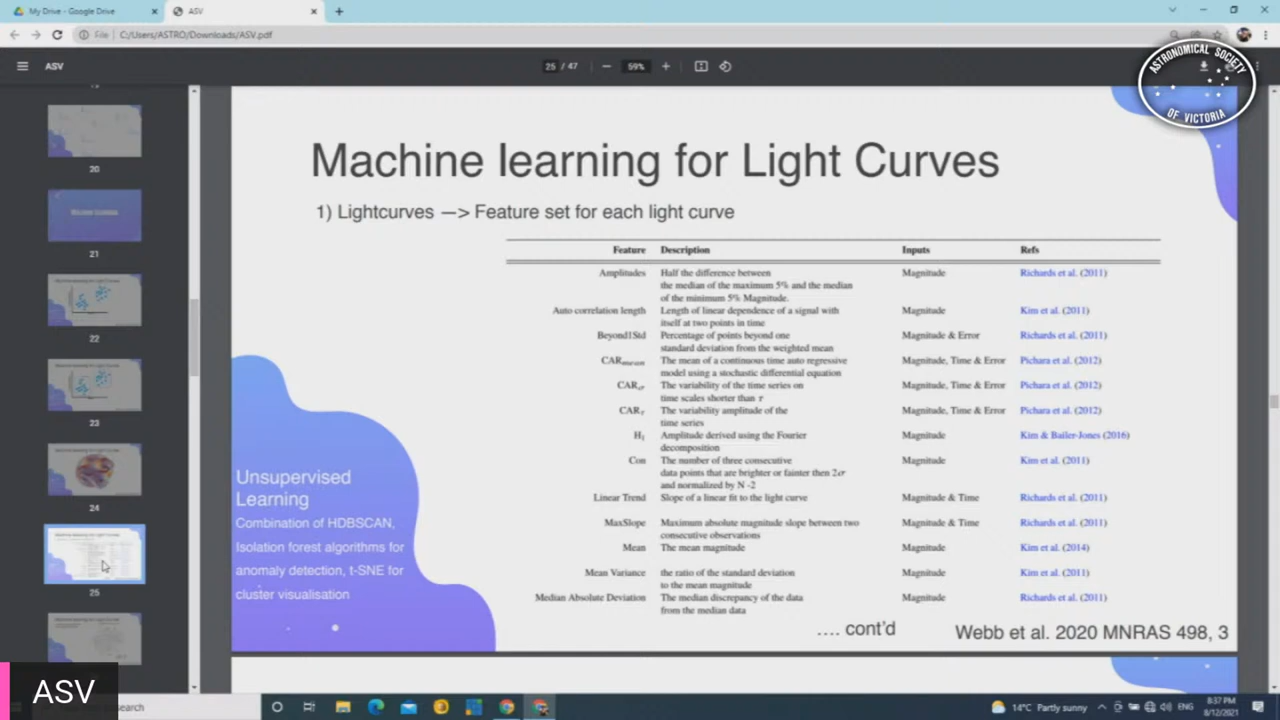 My Drive - Google Drive
ASV
File
C:/Users/ASTRO/Downloads/ASV.pdf
ASV
25 / 47
59%
ASTRONOMICAL SOCIETY
OF VICTORIA
20
21
22
23
24
25
Machine learning for Light Curves
1) Lightcurves —> Feature set for each light curve
Feature Description Inputs Refs
Amplitudes Half the difference between Magnitude Richards et al. (2011)
the median of the maximum 5% and the median
of the minimum 5% Magnitude.
Auto correlation length Length of linear dependence of a signal with Magnitude Kim et al. (2011)
itself at two points in time
Beyond1Std Percentage of points beyond one Magnitude & Error Richards et al. (2011)
standard deviation from the weighted mean
CARmean The mean of a continuous time auto regressive Magnitude, Time & Error Pichara et al. (2012)
model using a stochastic differential equation
CARσ The variability of the time series on Magnitude, Time & Error Pichara et al. (2012)
time scales shorter than τ
CARτ The variability amplitude of the Magnitude, Time & Error Pichara et al. (2012)
time series
H1 Amplitude derived using the Fourier Magnitude Kim & Bailer-Jones (2016)
decomposition
Con The number of three consecutive Magnitude Kim et al. (2011)
data points that are brighter or fainter then 2σ
and normalized by N -2
Linear Trend Slope of a linear fit to the light curve Magnitude & Time Richards et al. (2011)
MaxSlope Maximum absolute magnitude slope between two Magnitude & Time Richards et al. (2011)
consecutive observations
Mean The mean magnitude Magnitude Kim et al. (2014)
Mean Variance the ratio of the standard deviation Magnitude Kim et al. (2011)
to the mean magnitude
Median Absolute Deviation The median discrepancy of the data Magnitude Richards et al. (2011)
from the median data
Unsupervised
Learning
Combination of HDBSCAN,
Isolation forest algorithms for
anomaly detection, t-SNE for
cluster visualisation
.... cont'd
Webb et al. 2020 MNRAS 498, 3
ASV
14°C Partly sunny
ENG
8:37 PM
8/12/2021